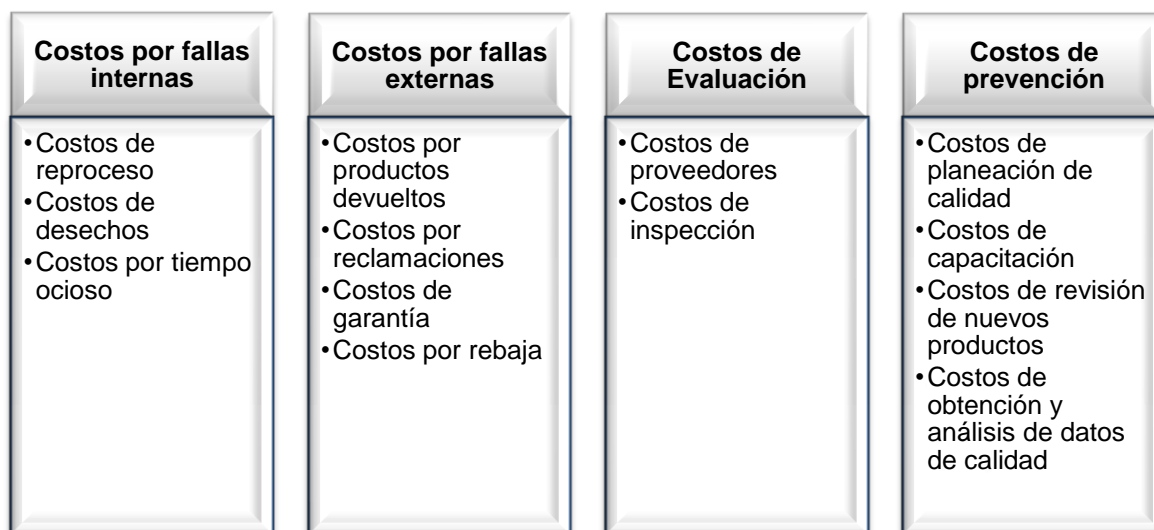 Costos por fallas
internas
•Costos de
reproceso
•Costos de
desechos
•Costos por tiempo
ocioso
Costos por fallas
externas
•Costos por
productos
devueltos
•Costos por
reclamaciones
•Costos de
garantía
•Costos por rebaja
Costos de
Evaluación
•Costos de
proveedores
•Costos de
inspección
Costos de
prevención
•Costos de
planeación de
calidad
•Costos de
capacitación
•Costos de revisión
de nuevos
productos
•Costos de
obtención y
análisis de datos
de calidad